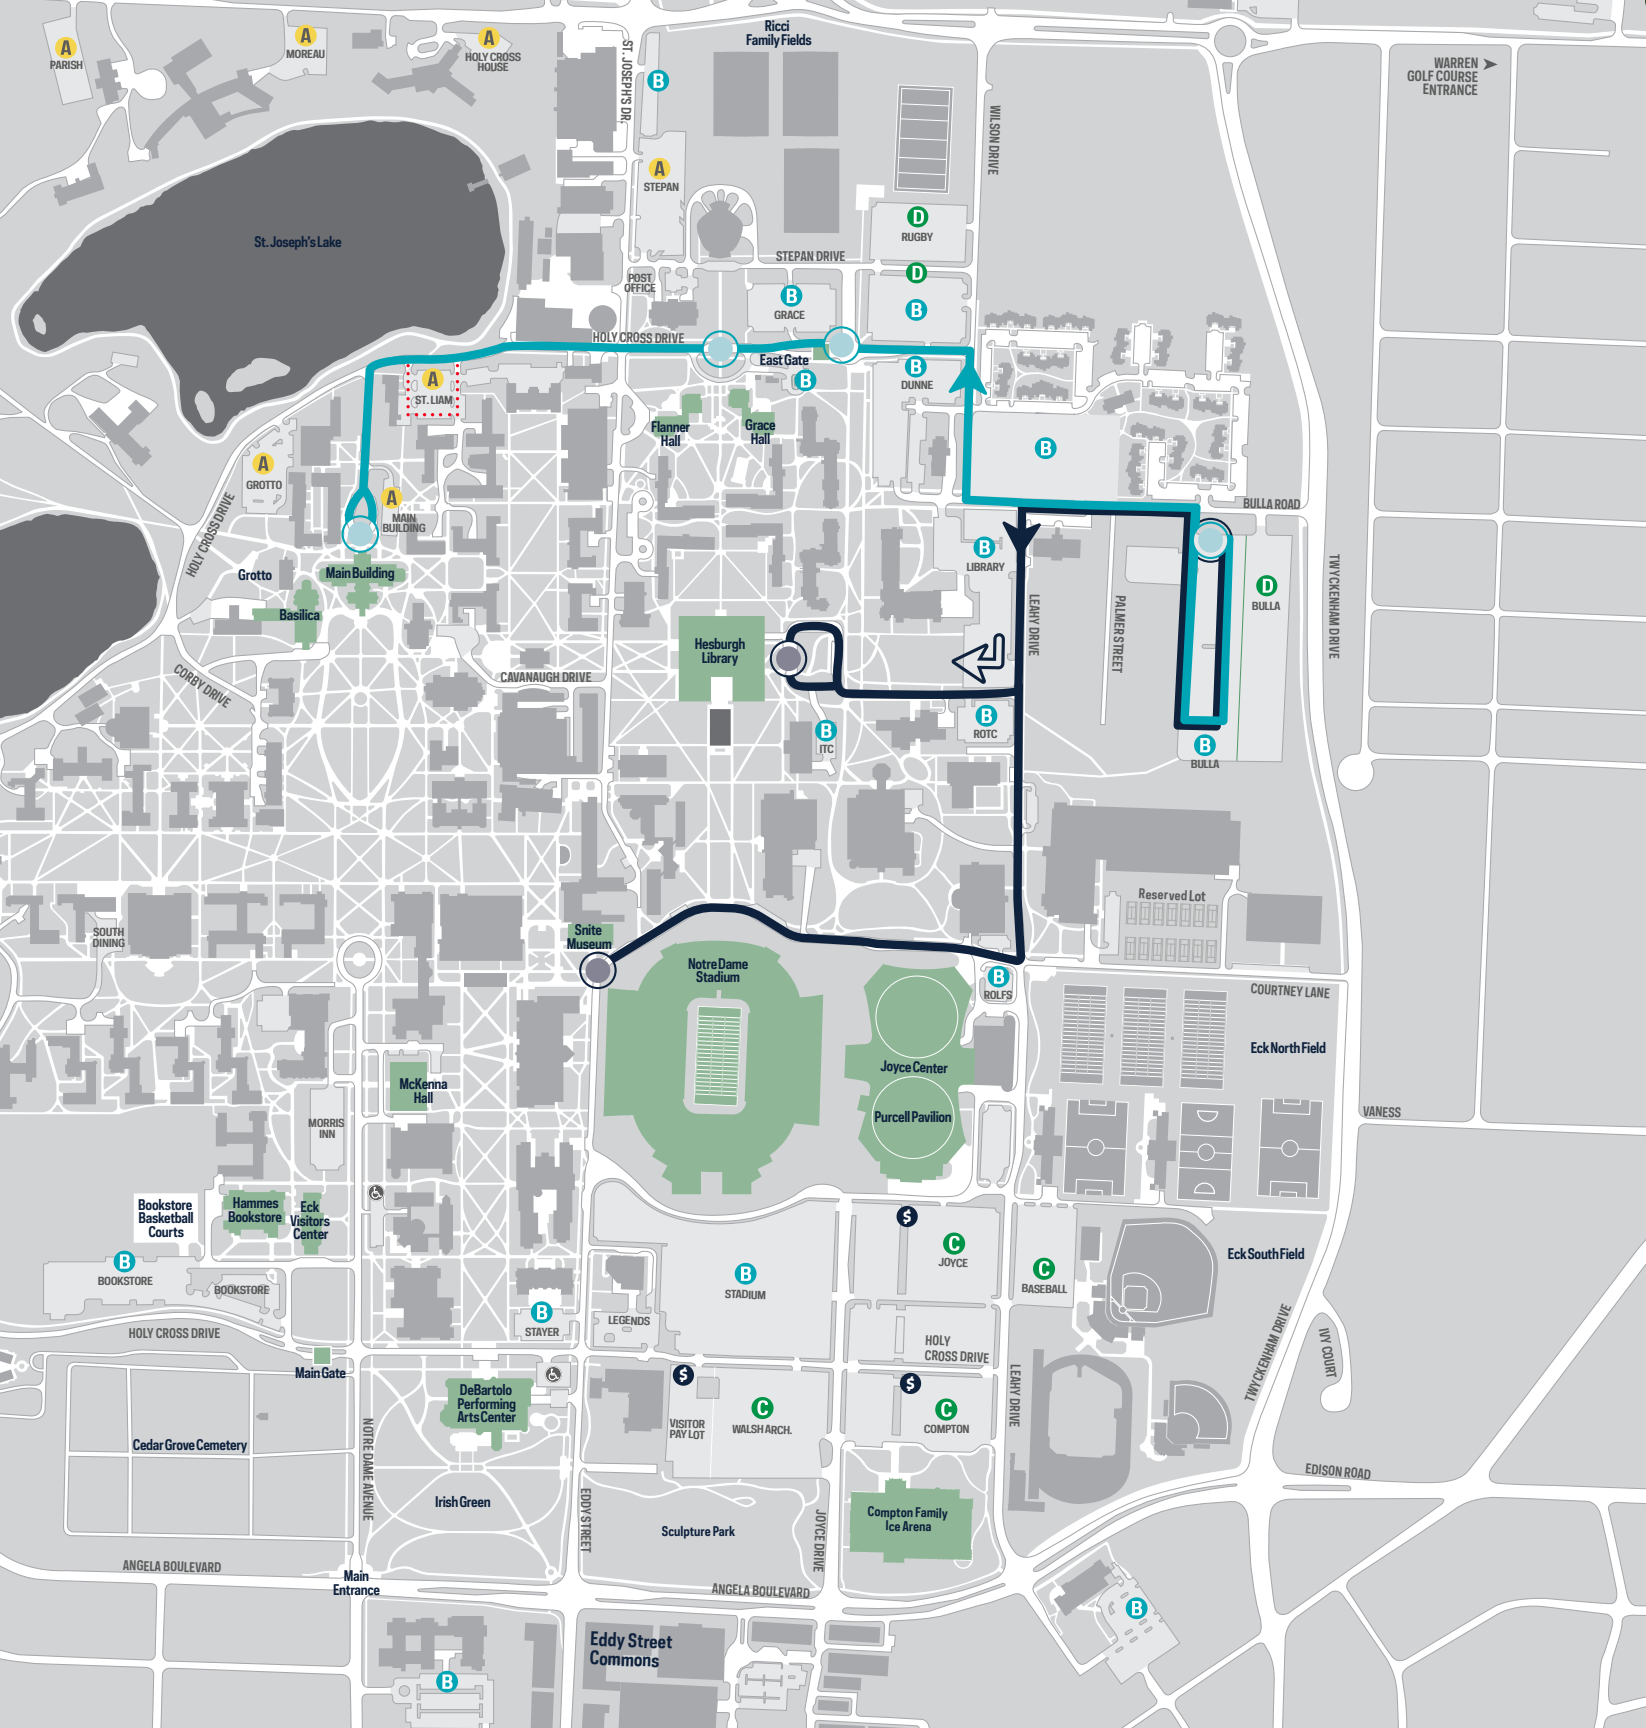 A
PARISH
A
MOREAU
A
HOLY CROSS
HOUSE
ST. JOSEPH'S DR.
B
Ricci
Family Fields
WILSON DRIVE
WARREN
GOLF COURSE
ENTRANCE
A
STEPAN
D
RUGBY
St. Joseph's Lake
STEPAN DRIVE
D
POST
OFFICE
B
GRACE
B
HOLY CROSS DRIVE
East Gate
B
B
DUNNE
A
ST. LIAM
Flanner
Hall
Grace
Hall
B
A
GROTTO
A
MAIN
BUILDING
HOLY CROSS DRIVE
BULLA ROAD
B
LIBRARY
Grotto
Main Building
Basilica
D
BULLA
LEAHY DRIVE
PALMER STREET
TWYCKENHAM DRIVE
Hesburgh
Library
CORBY DRIVE
CAVANAUGH DRIVE
B
ITC
B
ROTC
B
BULLA
Reserved Lot
SOUTH
DINING
Snite
Museum
Notre Dame
Stadium
B
ROLFS
COURTNEY LANE
Eck North Field
Joyce Center
Purcell Pavilion
McKenna
Hall
MORRIS
INN
VANESS
Bookstore
Basketball
Courts
Hammes
Bookstore
Eck
Visitors
Center
$
C
JOYCE
Eck South Field
B
BOOKSTORE
BOOKSTORE
B
STADIUM
C
BASEBALL
B
STAYER
LEGENDS
HOLY CROSS DRIVE
HOLY
CROSS DRIVE
Main Gate
DeBartolo
Performing
Arts Center
$
VISITOR
PAY LOT
C
WALSH ARCH.
$
C
COMPTON
LEAHY DRIVE
TWYCKENHAM DRIVE
IVY COURT
Cedar Grove Cemetery
NOTRE DAME AVENUE
Irish Green
EDDY STREET
Sculpture Park
JOYCE DRIVE
Compton Family
Ice Arena
EDISON ROAD
ANGELA BOULEVARD
Main
Entrance
ANGELA BOULEVARD
B
Eddy Street
Commons
B